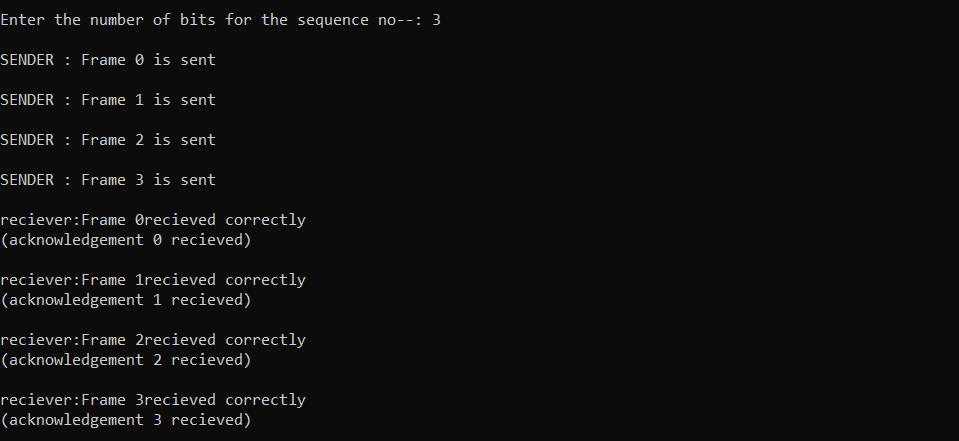 Enter the number of bits for the sequence no--: 3
SENDER : Frame 0 is sent
SENDER : Frame 1 is sent
SENDER : Frame 2 is sent
SENDER : Frame 3 is sent
reciever:Frame 0recieved correctly
(acknowledgement 0 recieved)
reciever:Frame 1recieved correctly
(acknowledgement 1 recieved)
reciever:Frame 2recieved correctly
(acknowledgement 2 recieved)
reciever:Frame 3recieved correctly
(acknowledgement 3 recieved)